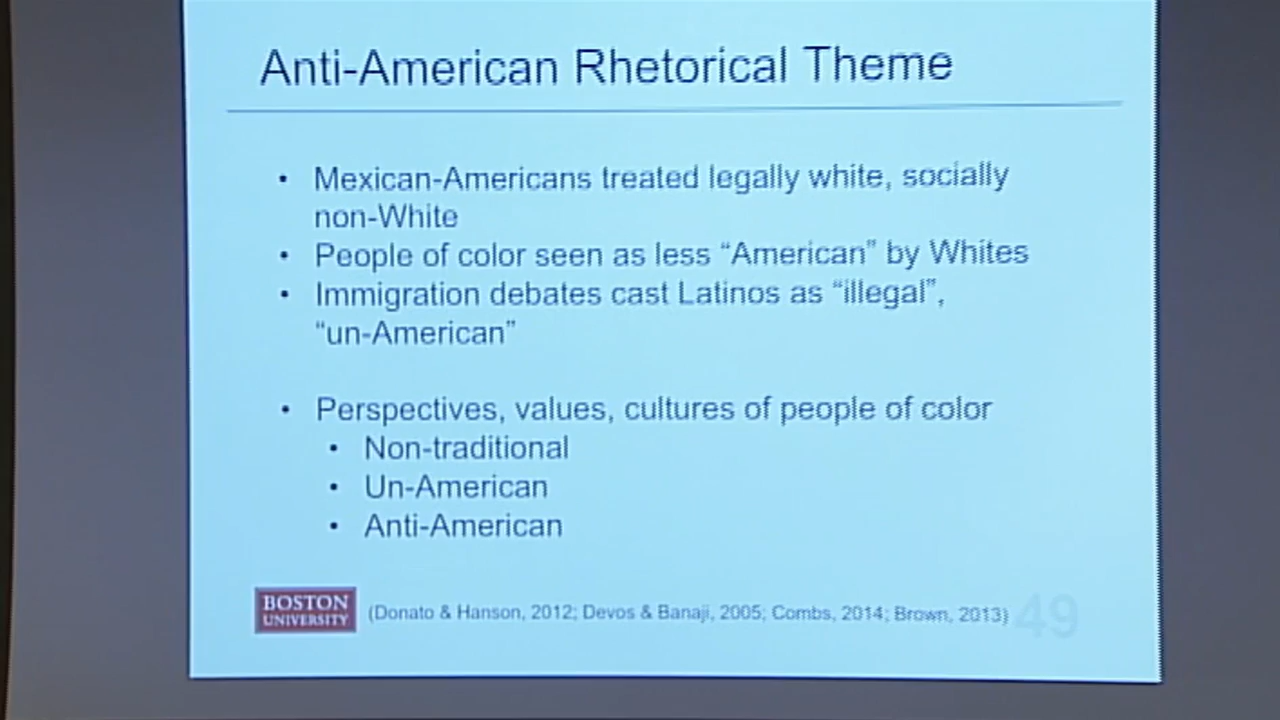 Anti-American Rhetorical Theme
• Mexican-Americans treated legally white, socially
non-White
• People of color seen as less “American” by Whites
• Immigration debates cast Latinos as “illegal”,
“un-American”
• Perspectives, values, cultures of people of color
• Non-traditional
• Un-American
• Anti-American
BOSTON
UNIVERSITY
(Donato & Hanson, 2012; Devos & Banaji, 2005; Combs, 2014; Brown, 2013)
49